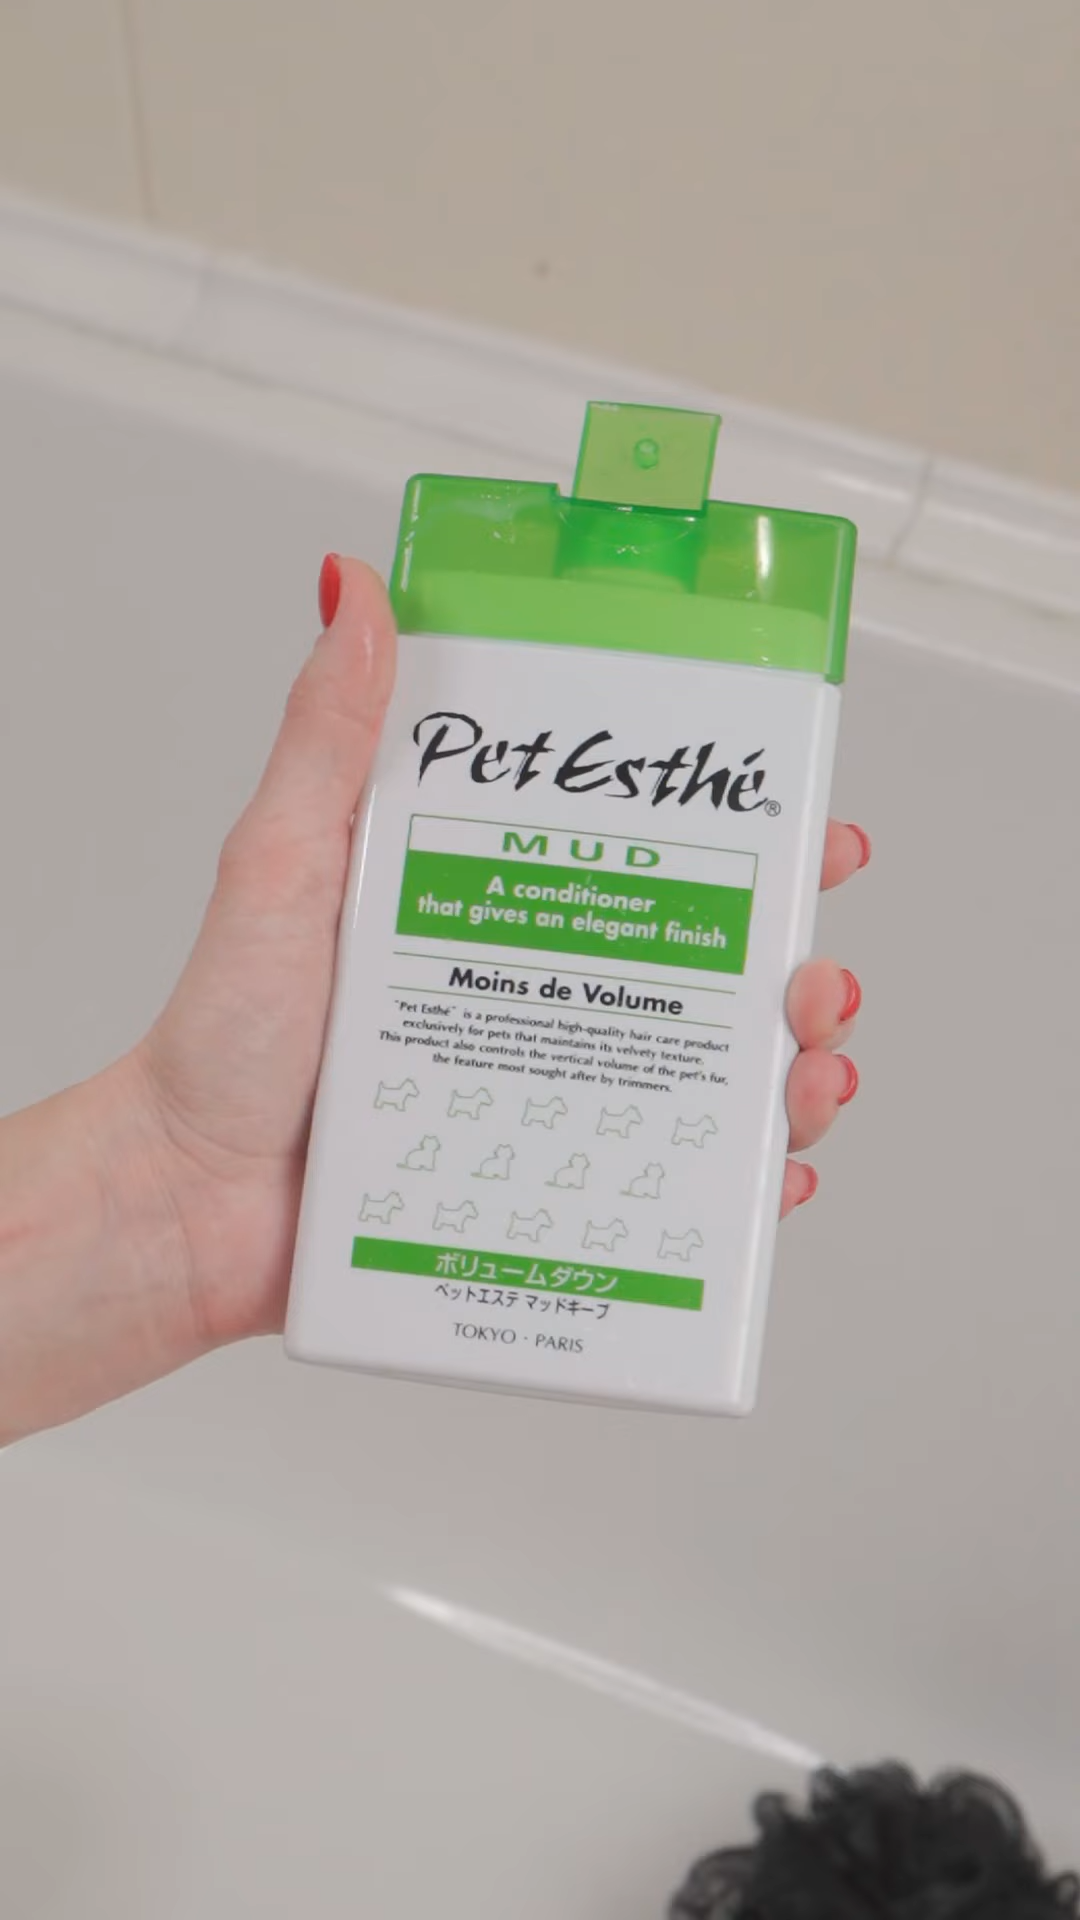 Pet Esthé®
MUD
A conditioner
that gives an elegant finish
Moins de Volume
"Pet Esthé" is a professional high-quality hair care product
exclusively for pets that maintains its velvety texture.
This product also controls the vertical volume of the pet's fur,
the feature most sought after by trimmers.
ボリュームダウン
ペットエステ マッドキープ
TOKYO · PARIS